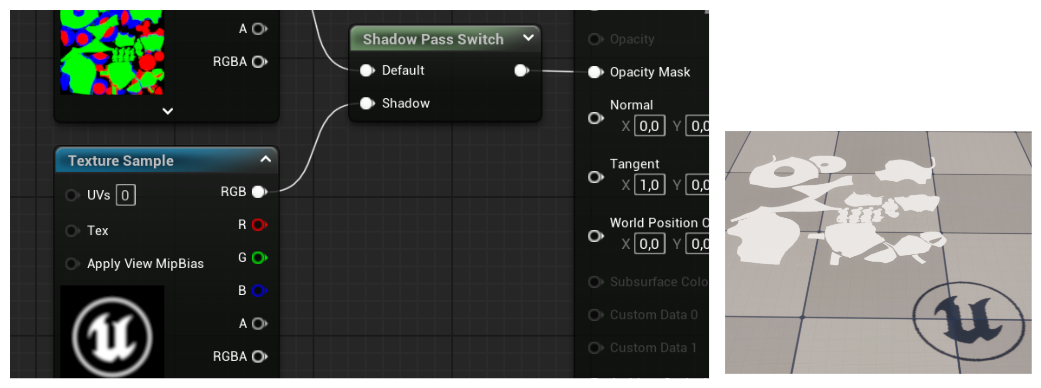 A
RGBA
Shadow Pass Switch
Default
Shadow
Opacity
Opacity Mask
Normal
X 0,0 Y 0,0
Tangent
X 1,0 Y 0,0
World Position O
X 0,0 Y 0,0
Subsurface Colo
Custom Data 0
Custom Data 1
Texture Sample
UVs 0
RGB
Tex
R
Apply View MipBias
G
B
A
RGBA